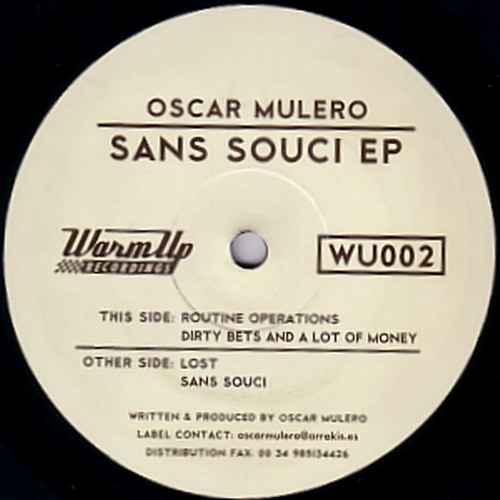 OSCAR MULERO
SANS SOUCI EP
WarmUp
RECORDINGS
WU002
THIS SIDE: ROUTINE OPERATIONS
DIRTY BETS AND A LOT OF MONEY
OTHER SIDE: LOST
SANS SOUCI
WRITTEN & PRODUCED BY OSCAR MULERO
LABEL CONTACT: oscarmulero@arrakis.es
DISTRIBUTION FAX: 00 34 985134426